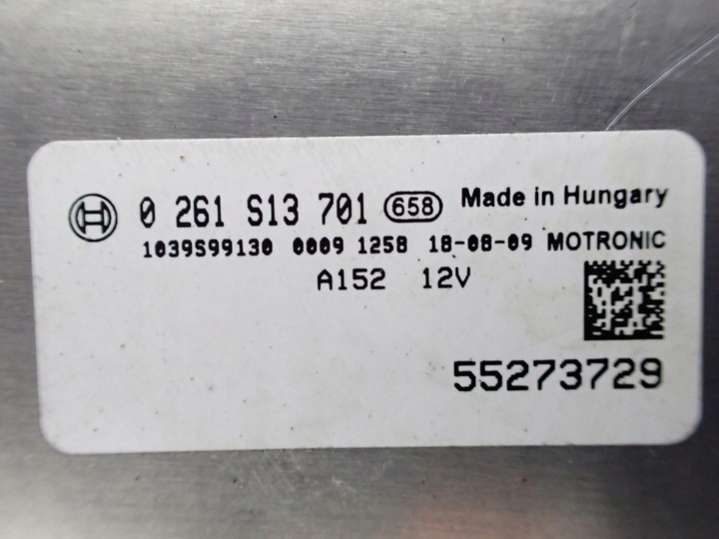 0 261 S13 701 658 Made in Hungary
1039S99130 0009 1258 18-08-09 MOTRONIC
A152 12V
55273729